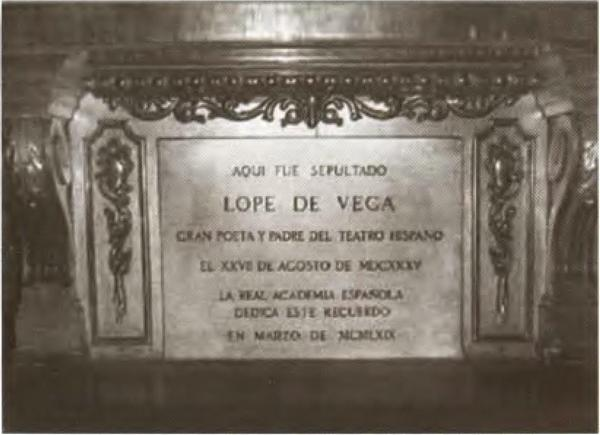 AQUI FUE SEPULTADO
LOPE DE VEGA
GRAN POETA Y PADRE DEL TEATRO HISPANO
EL XXVII DE AGOSTO DE MDCXXXV
LA REAL ACADEMIA ESPAÑOLA
DEDICA ESTE RECUERDO
EN MARZO DE MCMLXIX